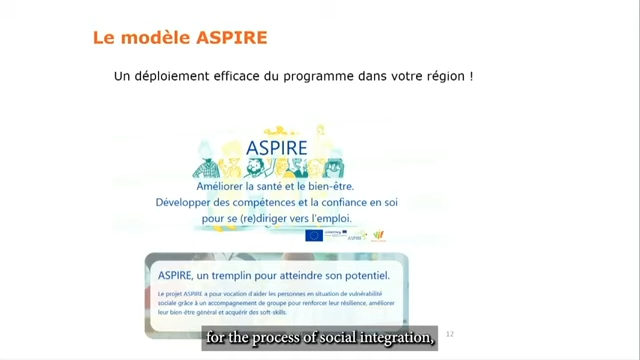 Le modèle ASPIRE
Un déploiement efficace du programme dans votre région !
ASPIRE
Améliorer la santé et le bien-être.
Développer des compétences et la confiance en soi
pour se (re)diriger vers l'emploi.
ASPIRE, un tremplin pour atteindre son potentiel.
Le projet ASPIRE a pour vocation d'aider les personnes en situation de vulnérabilité
sociale grâce à un accompagnement de groupe pour renforcer leur résilience, améliorer
leur bien-être général et acquérir des soft-skills.
for the process of social integration,
12